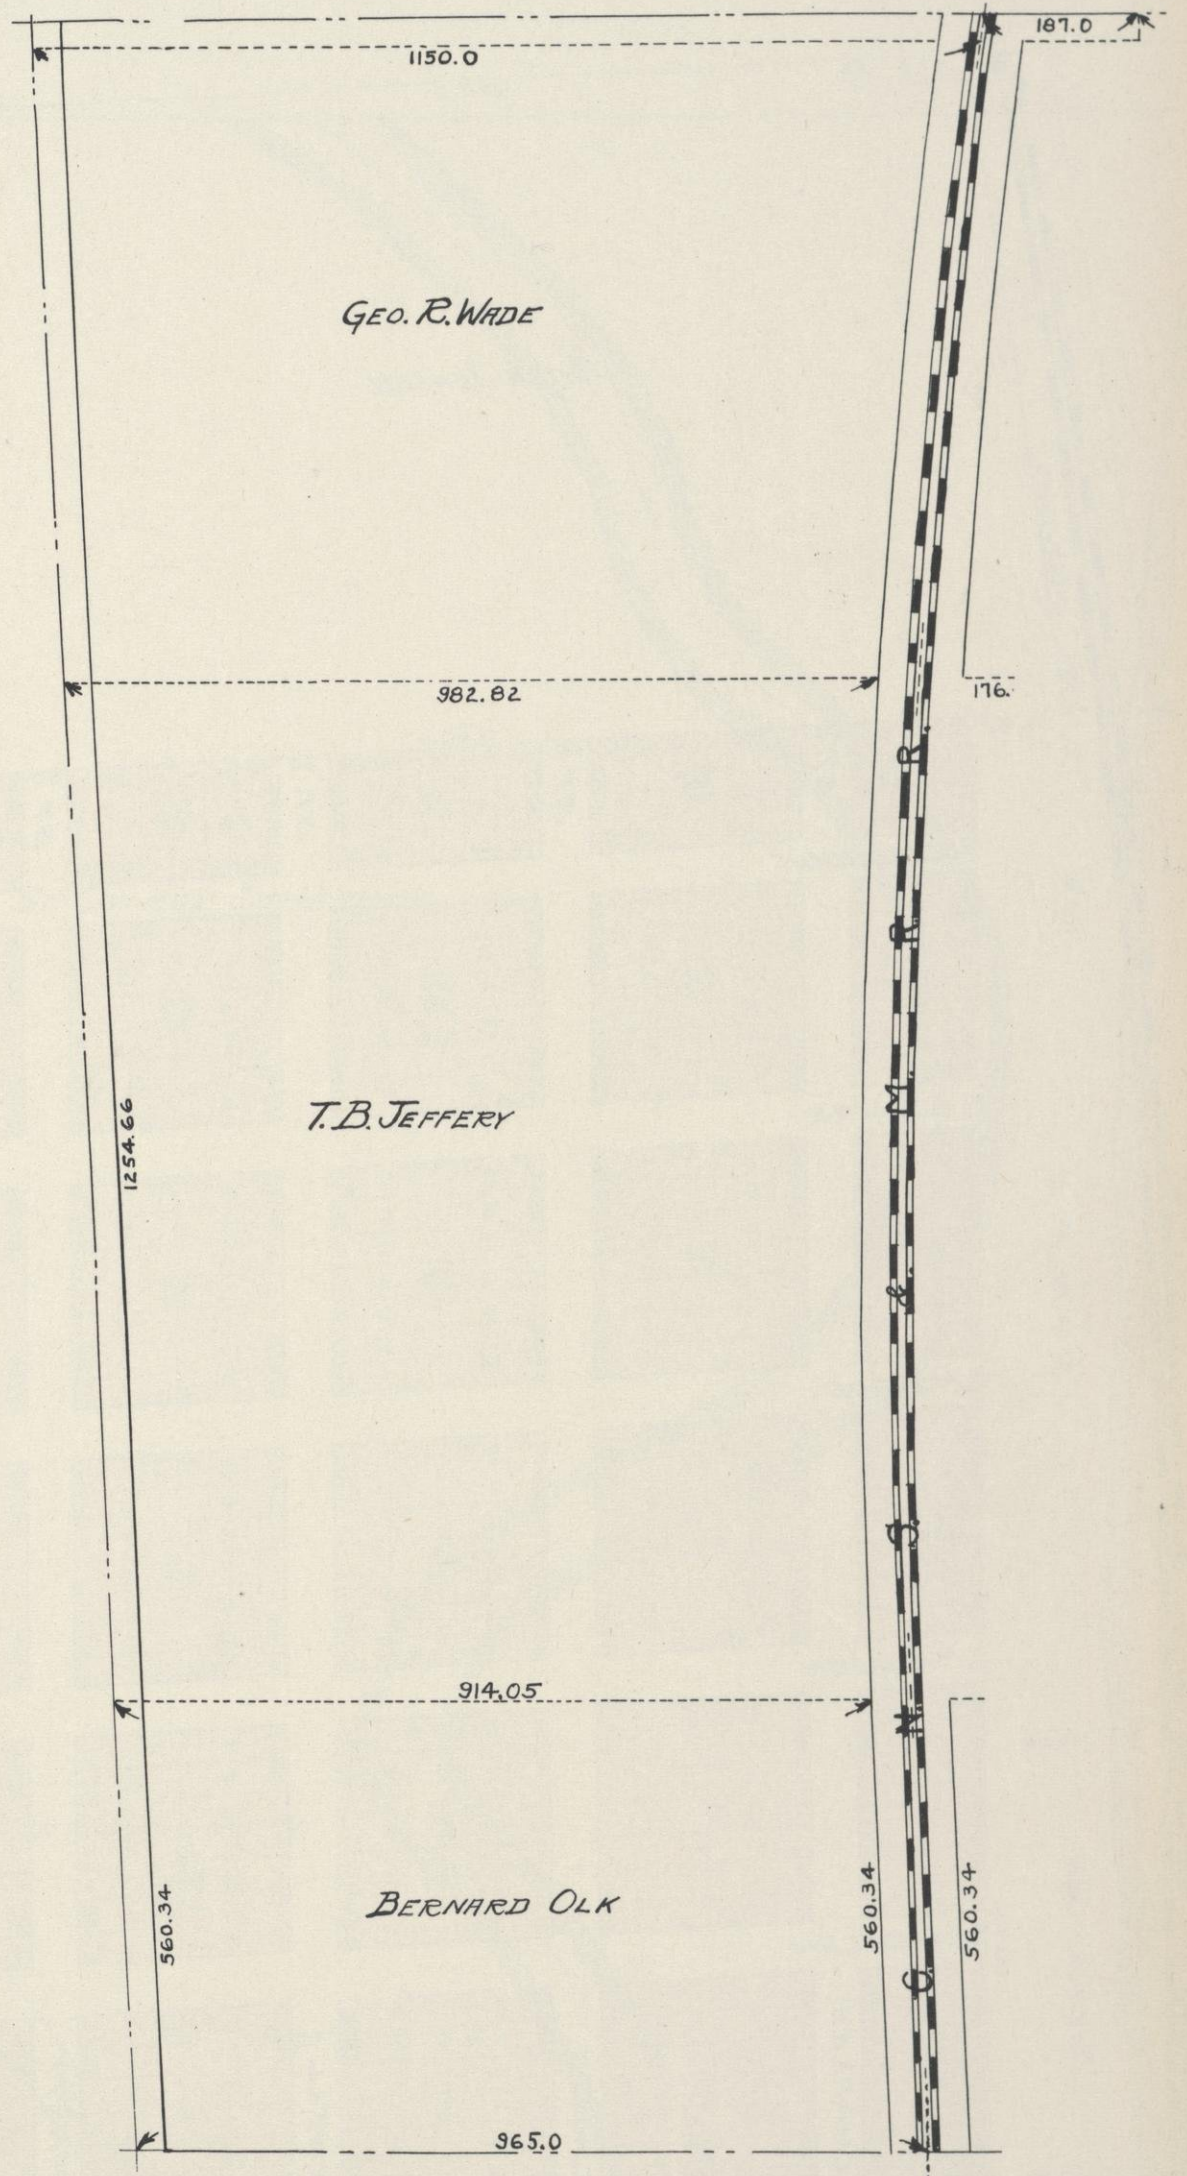 187.0
1150.0
GEO. R. WADE
982.82
176.
C. N. S. & M. R. R.
1254.66
T. B. JEFFERY
914.05
560.34
BERNARD OLK
560.34
560.34
965.0